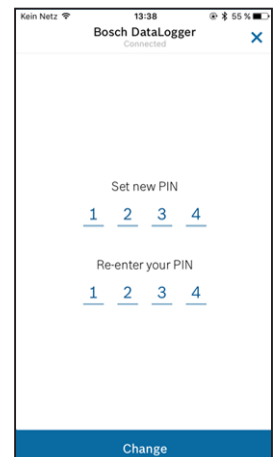 Kein Netz 13:38 55 %
Bosch DataLogger
Connected
Set new PIN
1 2 3 4
Re-enter your PIN
1 2 3 4
Change